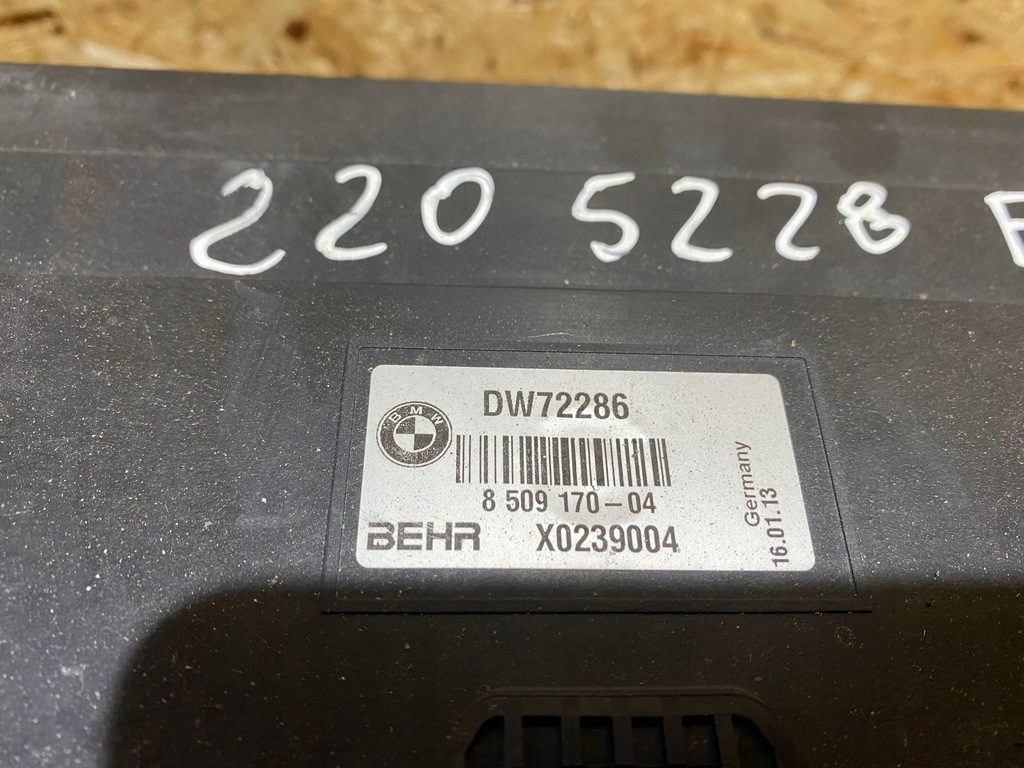 220 5228 F
DW72286
BMW
8 509 170-04
BEHR X0239004
Germany
16.01.13